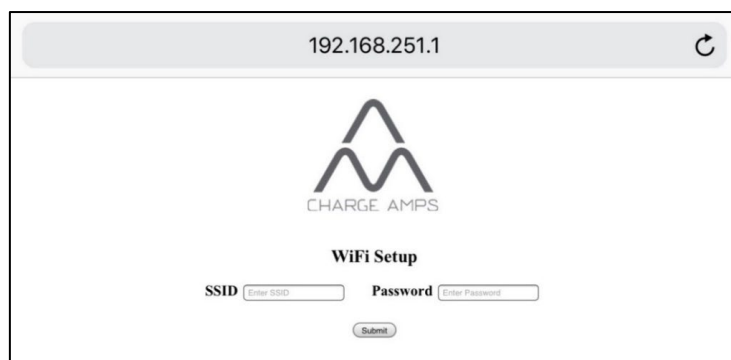 192.168.251.1
CHARGE AMPS
WiFi Setup
SSID Enter SSID Password Enter Password
Submit